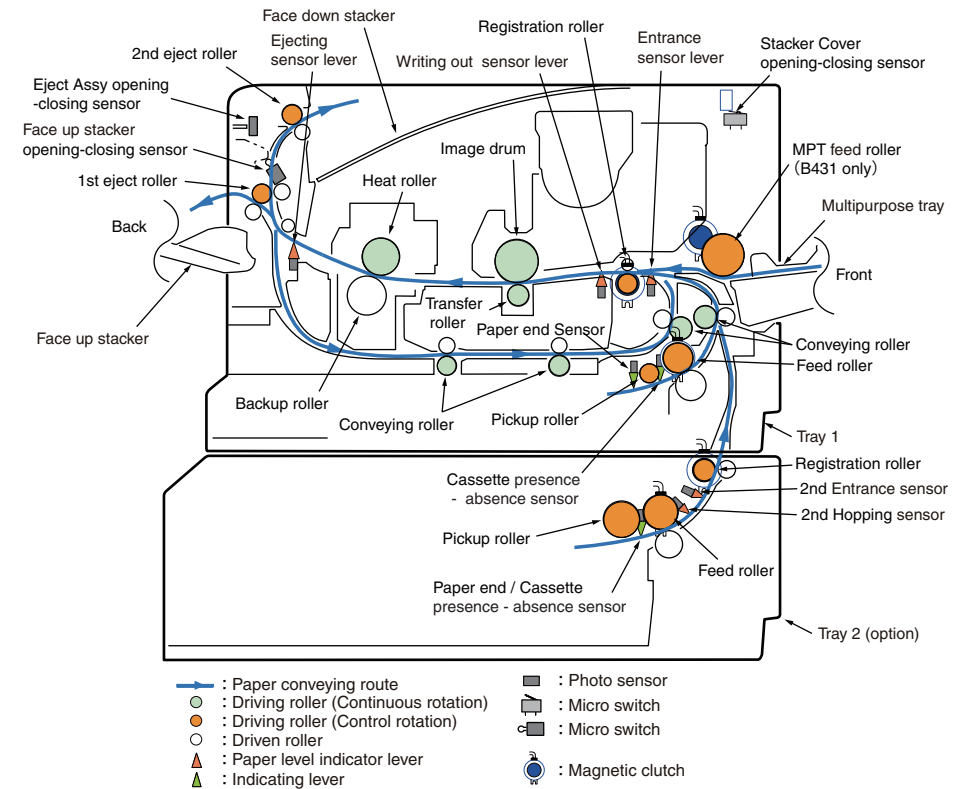 Face down stacker
Registration roller
Entrance
sensor lever
Stacker Cover
opening-closing sensor
2nd eject roller
Ejecting
sensor lever
Writing out sensor lever
Eject Assy opening
-closing sensor
Face up stacker
opening-closing sensor
Image drum
MPT feed roller
(B431 only)
1st eject roller
Heat roller
Multipurpose tray
Back
Front
Transfer
roller
Paper end Sensor
Face up stacker
Conveying roller
Feed roller
Backup roller
Conveying roller
Pickup roller
Tray 1
Registration roller
Cassette presence
- absence sensor
2nd Entrance sensor
2nd Hopping sensor
Pickup roller
Feed roller
Paper end / Cassette
presence - absence sensor
Tray 2 (option)
: Paper conveying route
: Driving roller (Continuous rotation)
: Driving roller (Control rotation)
: Driven roller
: Paper level indicator lever
: Indicating lever
: Photo sensor
: Micro switch
: Micro switch
: Magnetic clutch